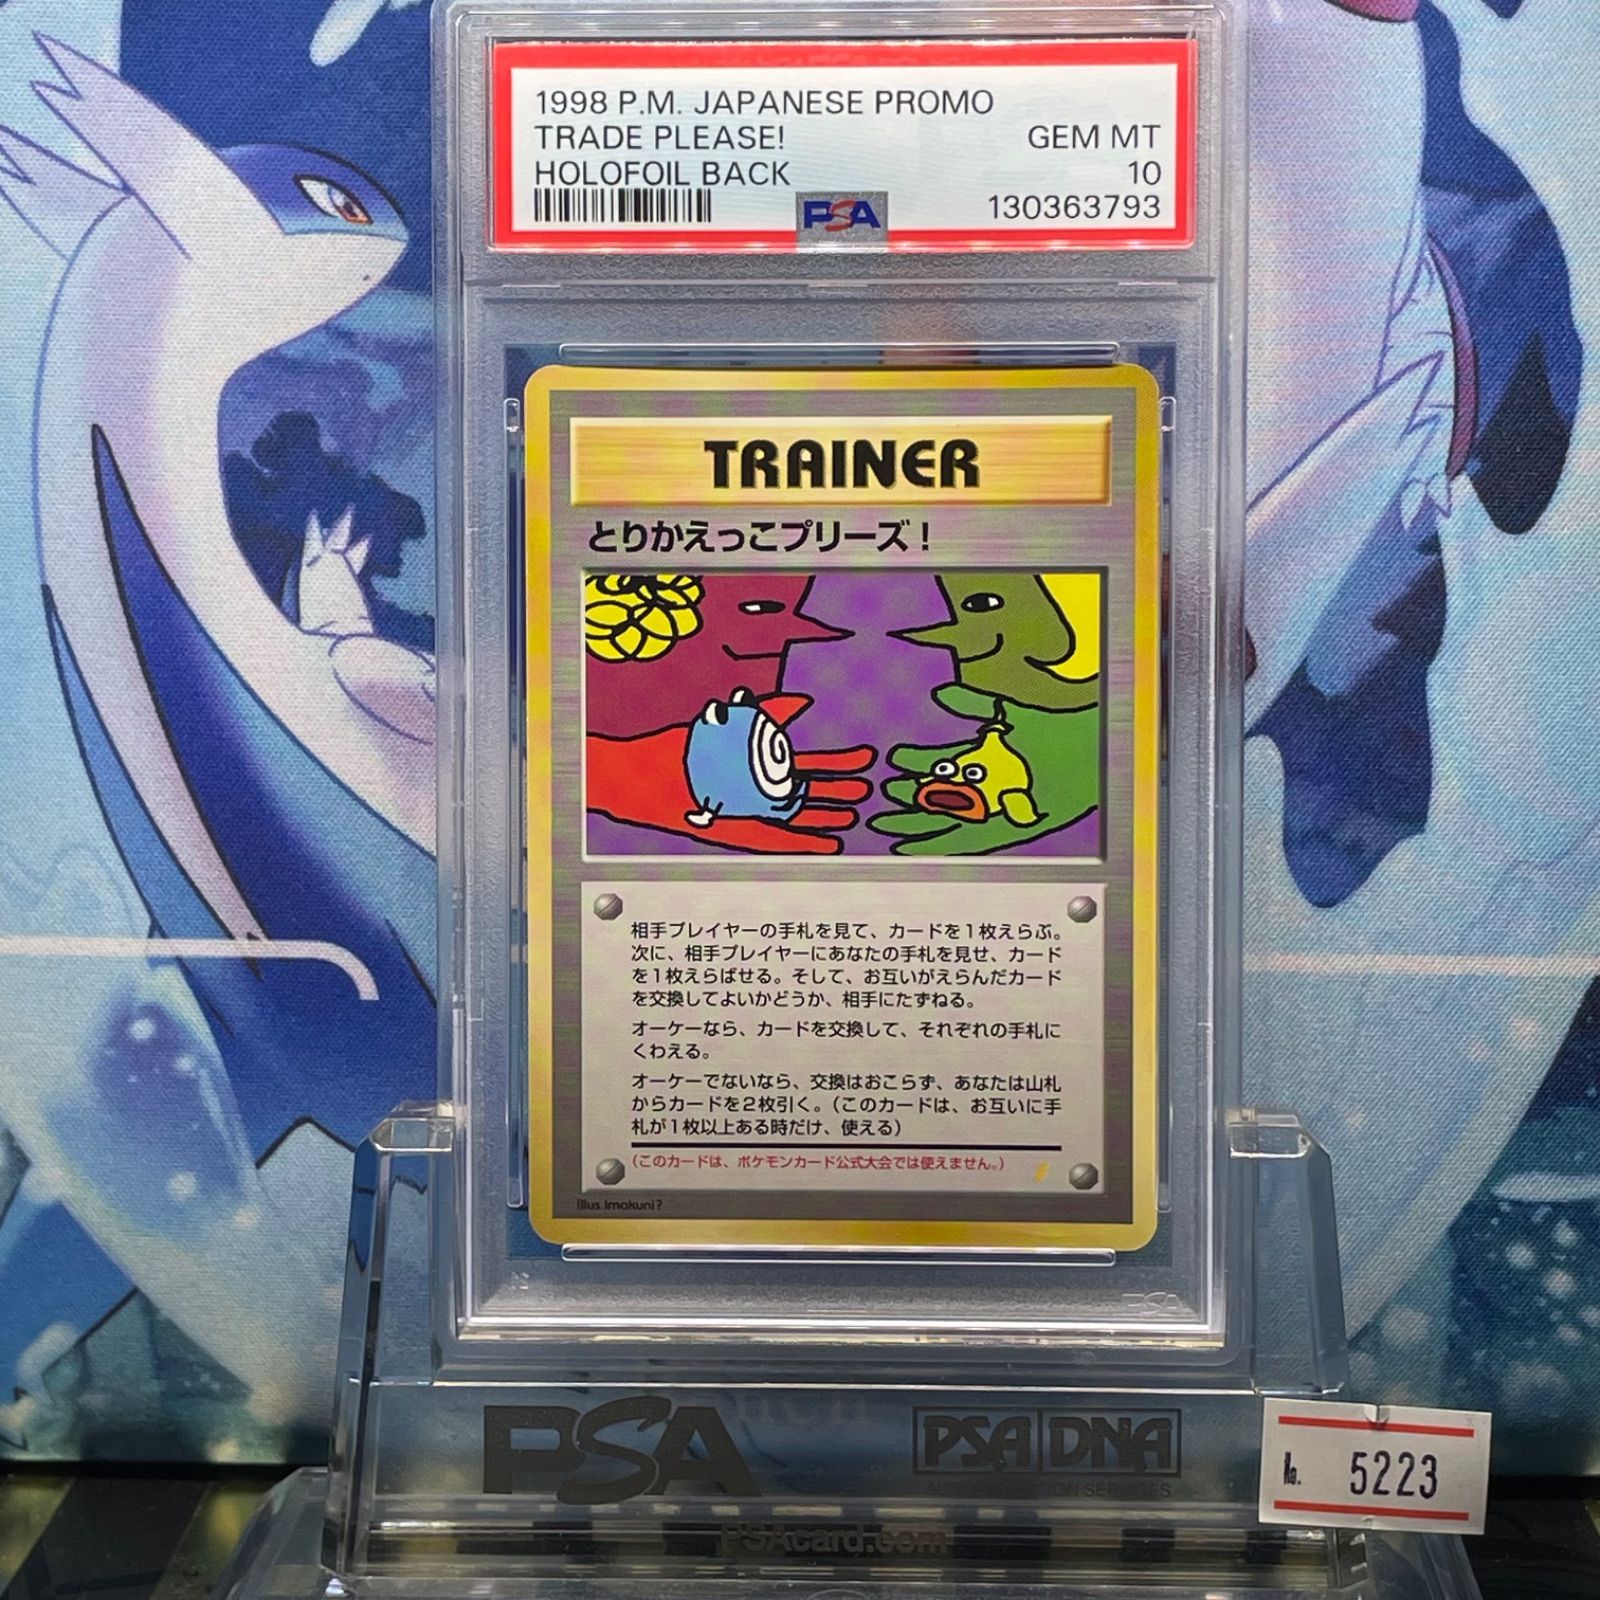 1998 P.M. JAPANESE PROMO
TRADE PLEASE! GEM MT
HOLOFOIL BACK 10
PSA 130363793
TRAINER
とりかえっこプリーズ!
相手プレイヤーの手札を見て、カードを1枚えらぶ。
次に、相手プレイヤーにあなたの手札を見せ、カード
を1枚えらばせる。そして、お互いがえらんだカード
を交換してよいかどうか、相手にたずねる。
オーケーなら、カードを交換して、それぞれの手札に
くわえる。
オーケーでないなら、交換はおこらず、あなたは山札
からカードを2枚引く。(このカードは、お互いに手
札が1枚以上ある時だけ、使える)
(このカードは、ポケモンカード公式大会では使えません。)
illus.Imakuni?
PSA
PSA DNA
PSAcard.com
No. 5223